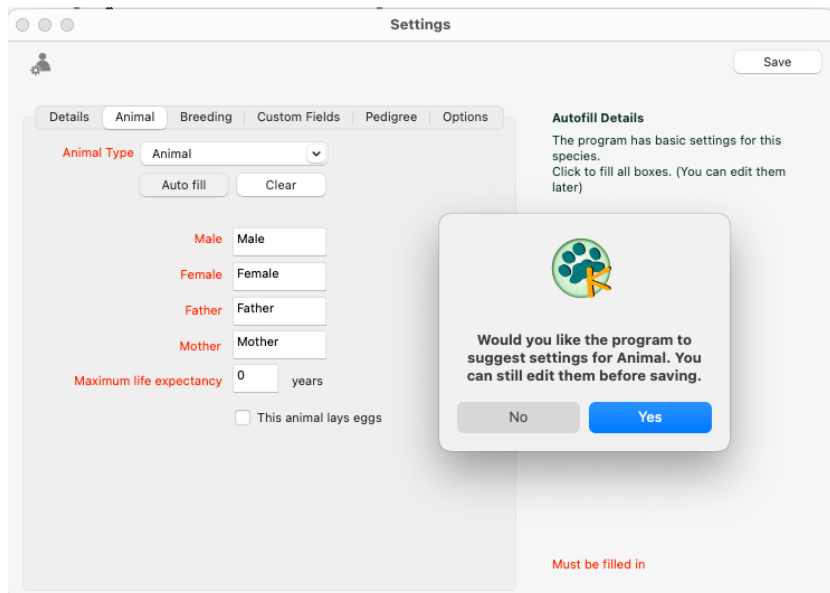 Settings
Save
Details Animal Breeding Custom Fields Pedigree Options
Animal Type Animal
Auto fill Clear
Male Male
Female Female
Father Father
Mother Mother
Maximum life expectancy 0 years
This animal lays eggs
Autofill Details
The program has basic settings for this
species.
Click to fill all boxes. (You can edit them
later)
Would you like the program to
suggest settings for Animal. You
can still edit them before saving.
No Yes
Must be filled in